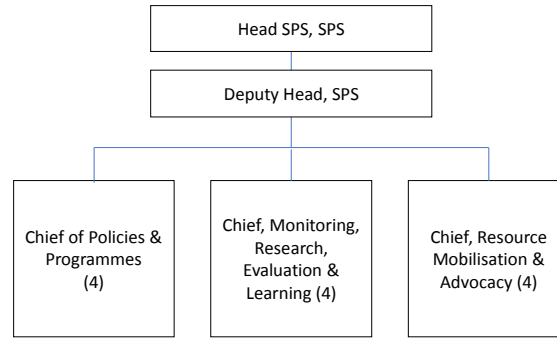 Head SPS, SPS
Deputy Head, SPS
Chief of Policies &
Programmes
(4)
Chief, Monitoring,
Research,
Evaluation &
Learning (4)
Chief, Resource
Mobilisation &
Advocacy (4)